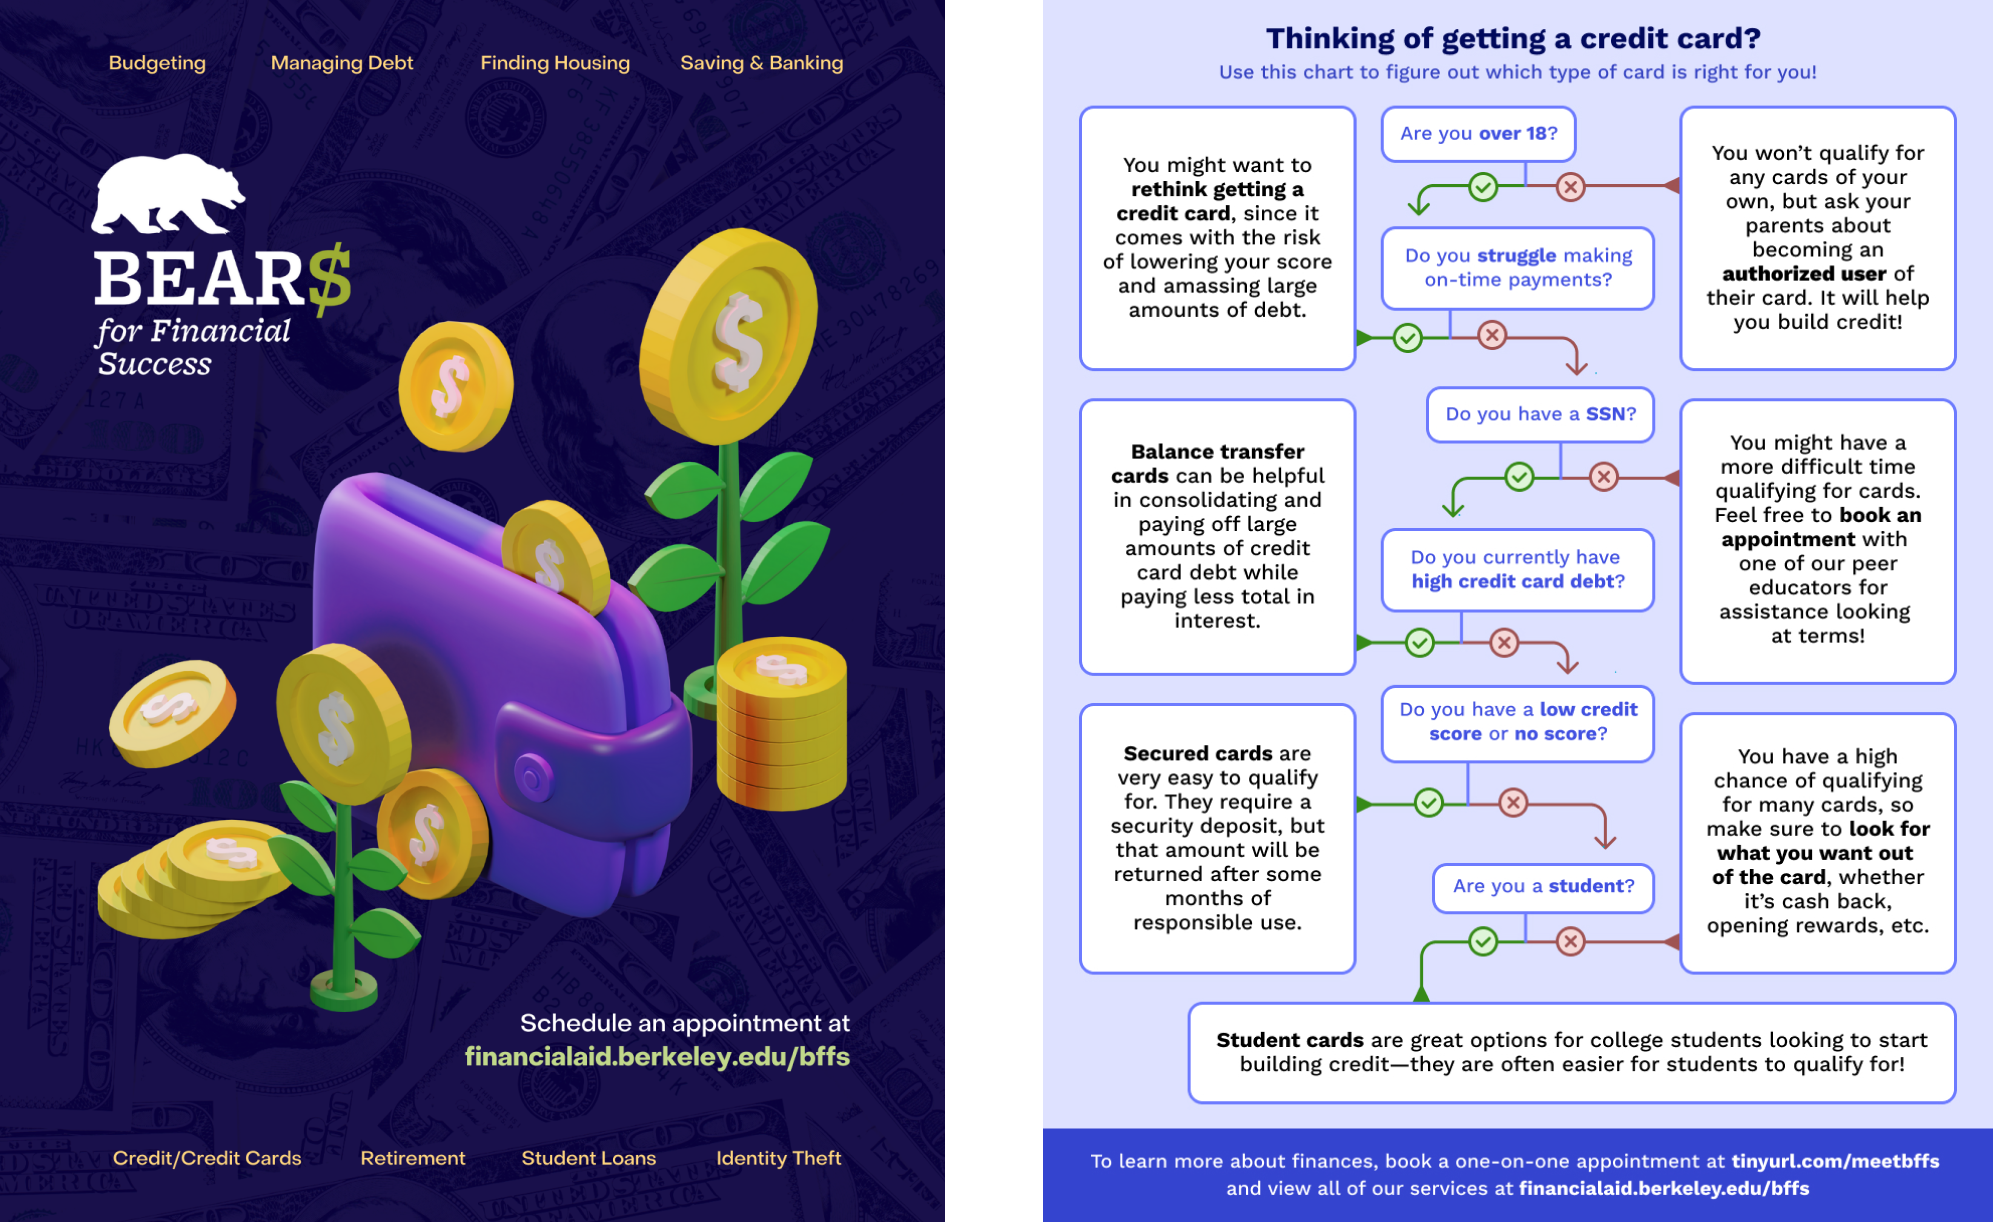 Budgeting
Managing Debt
Finding Housing
Saving & Banking
BEAR$
for Financial
Success
Schedule an appointment at
financialaid.berkeley.edu/bffs
Credit/Credit Cards
Retirement
Student Loans
Identity Theft
Thinking of getting a credit card?
Use this chart to figure out which type of card is right for you!
Are you over 18?
You won't qualify for
any cards of your
own, but ask your
parents about
becoming an
authorized user of
their card. It will help
you build credit!
Do you struggle making
on-time payments?
You might want to
rethink getting a
credit card, since it
comes with the risk
of lowering your score
and amassing large
amounts of debt.
Do you have a SSN?
You might have a
more difficult time
qualifying for cards.
Feel free to book an
appointment with
one of our peer
educators for
assistance looking
at terms!
Do you currently have
high credit card debt?
Balance transfer
cards can be helpful
in consolidating and
paying off large
amounts of credit
card debt while
paying less total in
interest.
Do you have a low credit
score or no score?
Secured cards are
very easy to qualify
for. They require a
security deposit, but
that amount will be
returned after some
months of
responsible use.
Are you a student?
You have a high
chance of qualifying
for many cards, so
make sure to look for
what you want out
of the card, whether
it's cash back,
opening rewards, etc.
Student cards are great options for college students looking to start
building credit—they are often easier for students to qualify for!
To learn more about finances, book a one-on-one appointment at tinyurl.com/meetbffs
and view all of our services at financialaid.berkeley.edu/bffs